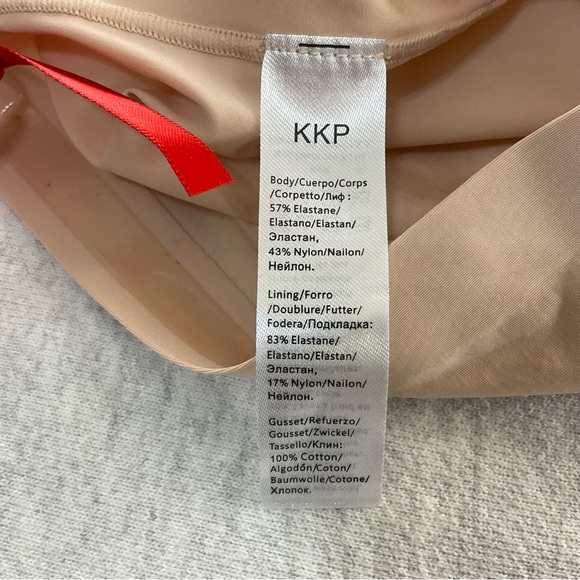 KKP
Body/Cuerpo/Corps
/Corpetto/Лиф :
57% Elastane/
Elastano/Elastan/
Эластан,
43% Nylon/Nailon/
Нейлон.
Lining/Forro
/Doublure/Futter/
Fodera/Подкладка:
83% Elastane/
Elastano/Elastan/
Эластан,
17% Nylon/Nailon/
Нейлон.
Gusset/Refuerzo/
Gousset/Zwickel/
Tassello/Клин:
100% Cotton/
Algodón/Coton/
Baumwolle/Cotone/
Хлопок.